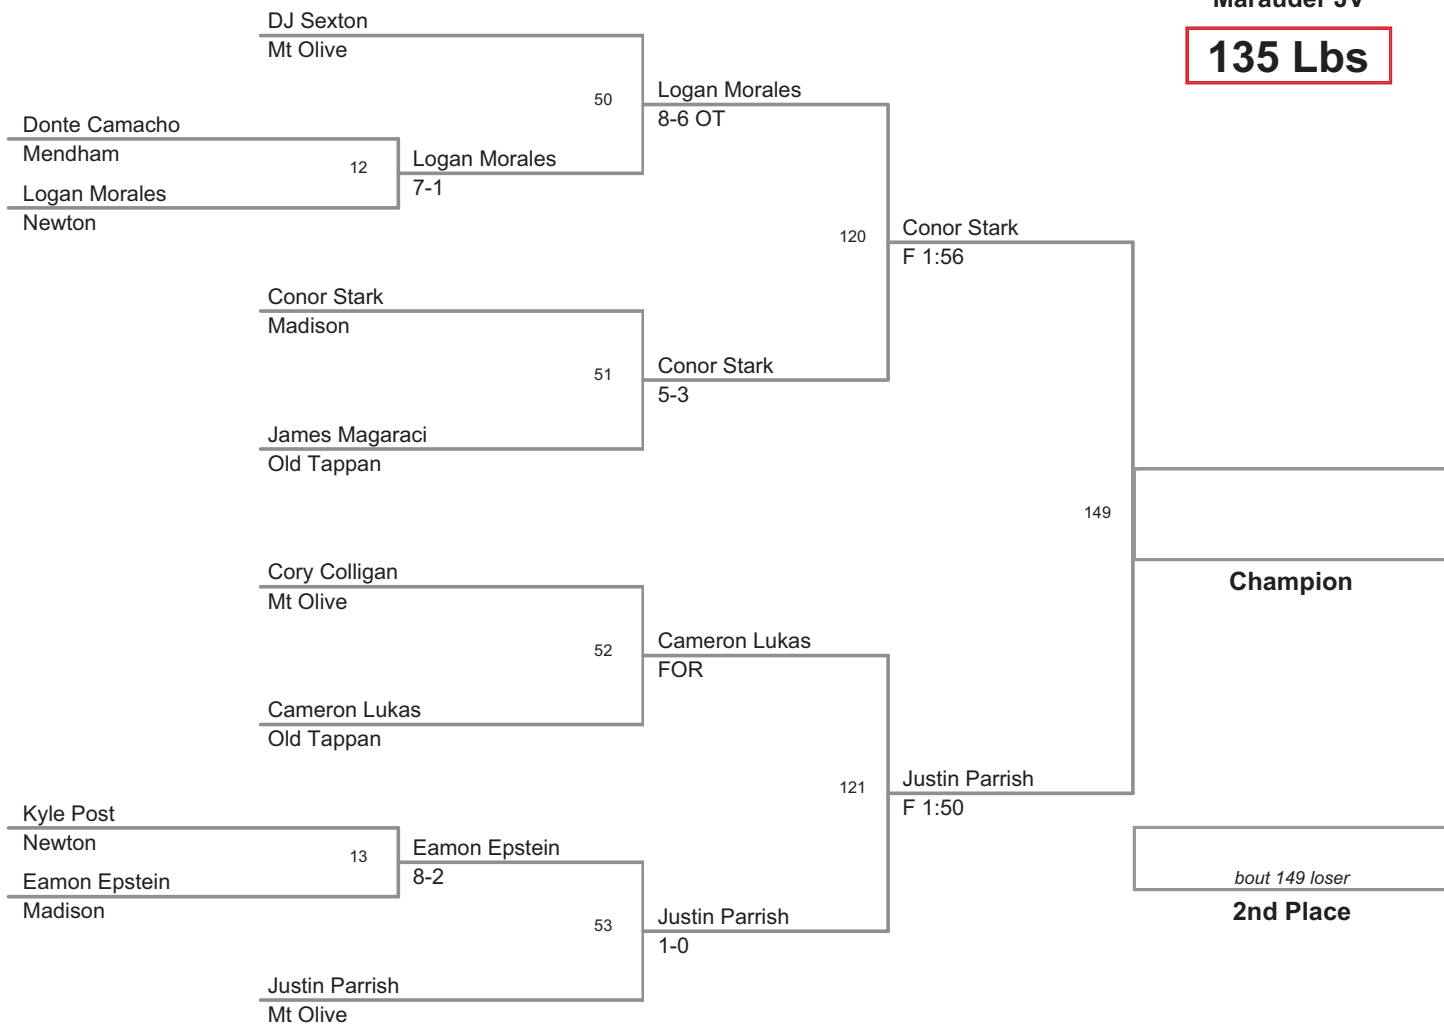 Marauder JV
135 Lbs
DJ Sexton
Mt Olive
50
Logan Morales
8-6 OT
Donte Camacho
Mendham
12
Logan Morales
7-1
Logan Morales
Newton
120
Conor Stark
F 1:56
Conor Stark
Madison
51
Conor Stark
5-3
James Magaraci
Old Tappan
149
Champion
Cory Colligan
Mt Olive
52
Cameron Lukas
FOR
Cameron Lukas
Old Tappan
121
Justin Parrish
F 1:50
Kyle Post
Newton
13
Eamon Epstein
8-2
Eamon Epstein
Madison
bout 149 loser
2nd Place
53
Justin Parrish
1-0
Justin Parrish
Mt Olive